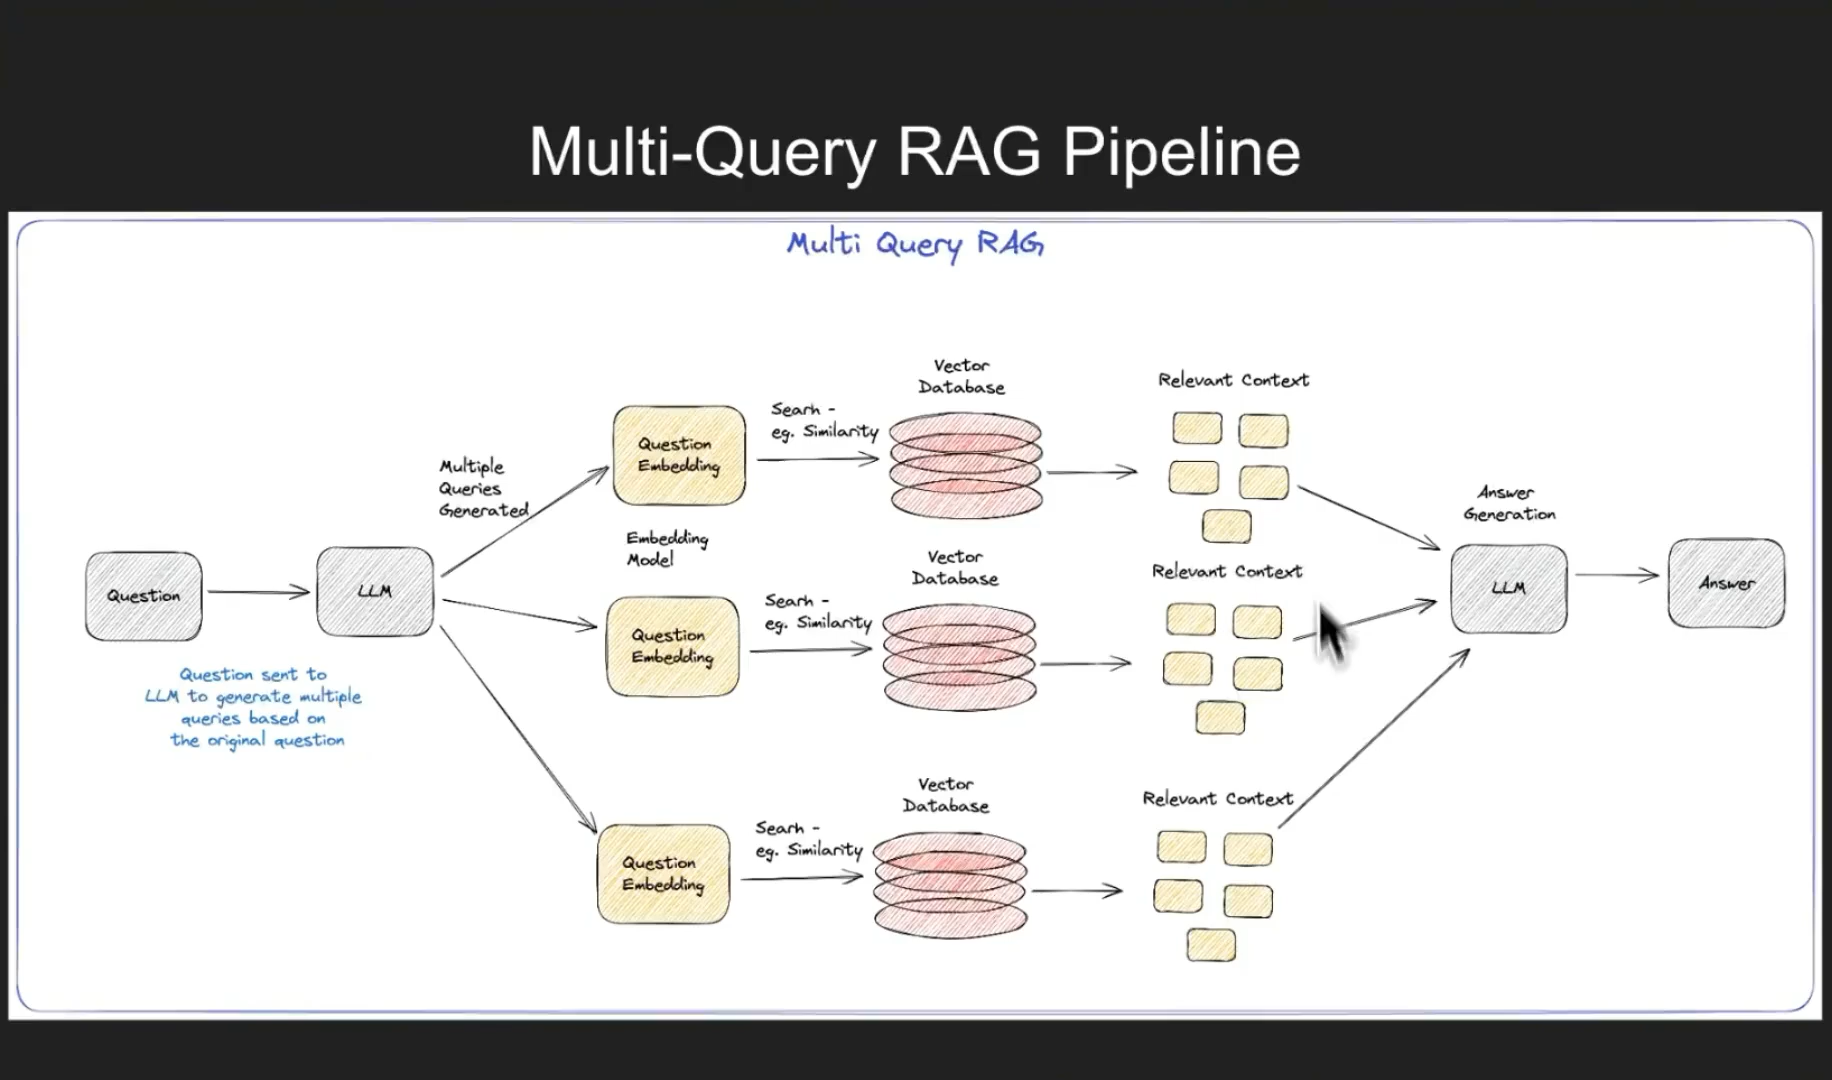 Multi-Query RAG Pipeline
Multi Query RAG
Question
Question sent to
LLM to generate multiple
queries based on
the original question
LLM
Multiple
Queries
Generated
Question
Embedding
Searh -
eg. Similarity
Vector
Database
Relevant Context
Embedding
Model
Question
Embedding
Searh -
eg. Similarity
Vector
Database
Relevant Context
Question
Embedding
Searh -
eg. Similarity
Vector
Database
Relevant Context
Answer
Generation
LLM
Answer